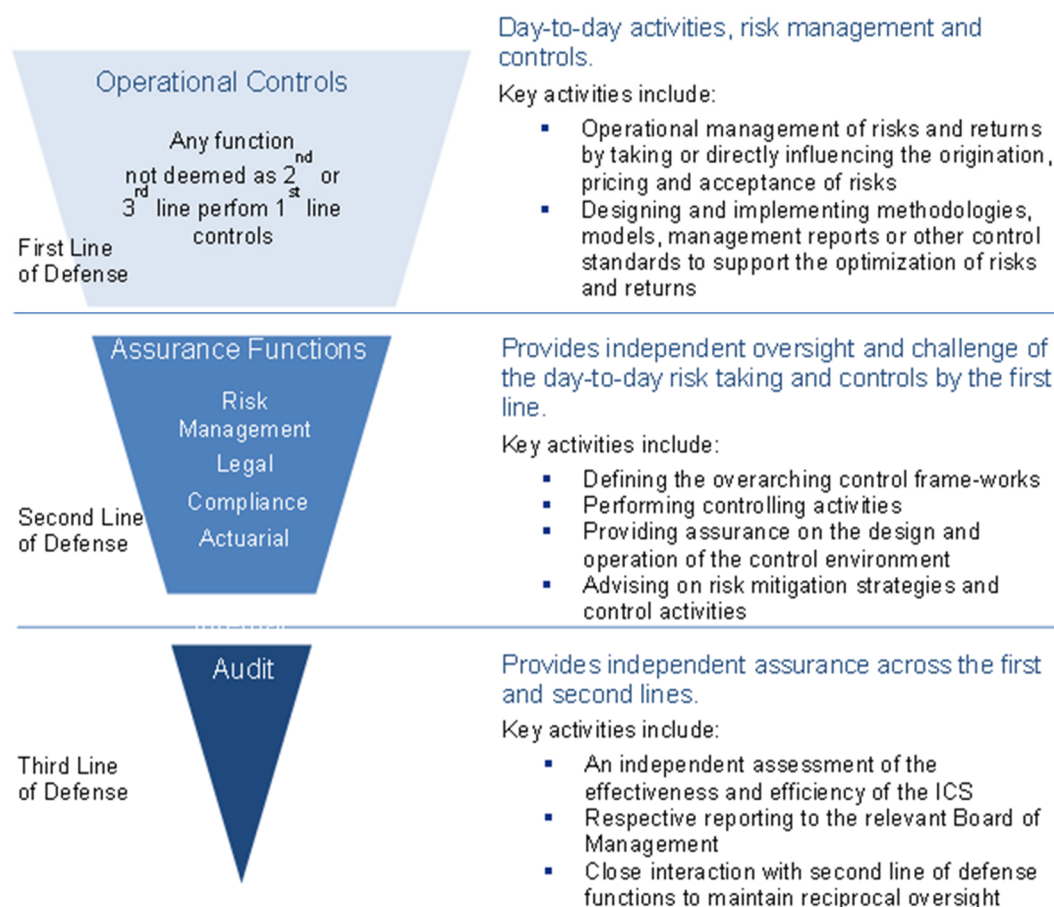 Operational Controls
Any function
not deemed as 2nd or
3rd line perfom 1st line
controls
First Line
of Defense
Day-to-day activities, risk management and
controls.
Key activities include:
▪ Operational management of risks and returns
by taking or directly influencing the origination,
pricing and acceptance of risks
▪ Designing and implementing methodologies,
models, management reports or other control
standards to support the optimization of risks
and returns
Assurance Functions
Risk
Management
Legal
Compliance
Actuarial
Second Line
of Defense
Provides independent oversight and challenge of
the day-to-day risk taking and controls by the first
line.
Key activities include:
▪ Defining the overarching control frame-works
▪ Performing controlling activities
▪ Providing assurance on the design and
operation of the control environment
▪ Advising on risk mitigation strategies and
control activities
Audit
Third Line
of Defense
Provides independent assurance across the first
and second lines.
Key activities include:
▪ An independent assessment of the
effectiveness and efficiency of the ICS
▪ Respective reporting to the relevant Board of
Management
▪ Close interaction with second line of defense
functions to maintain reciprocal oversight